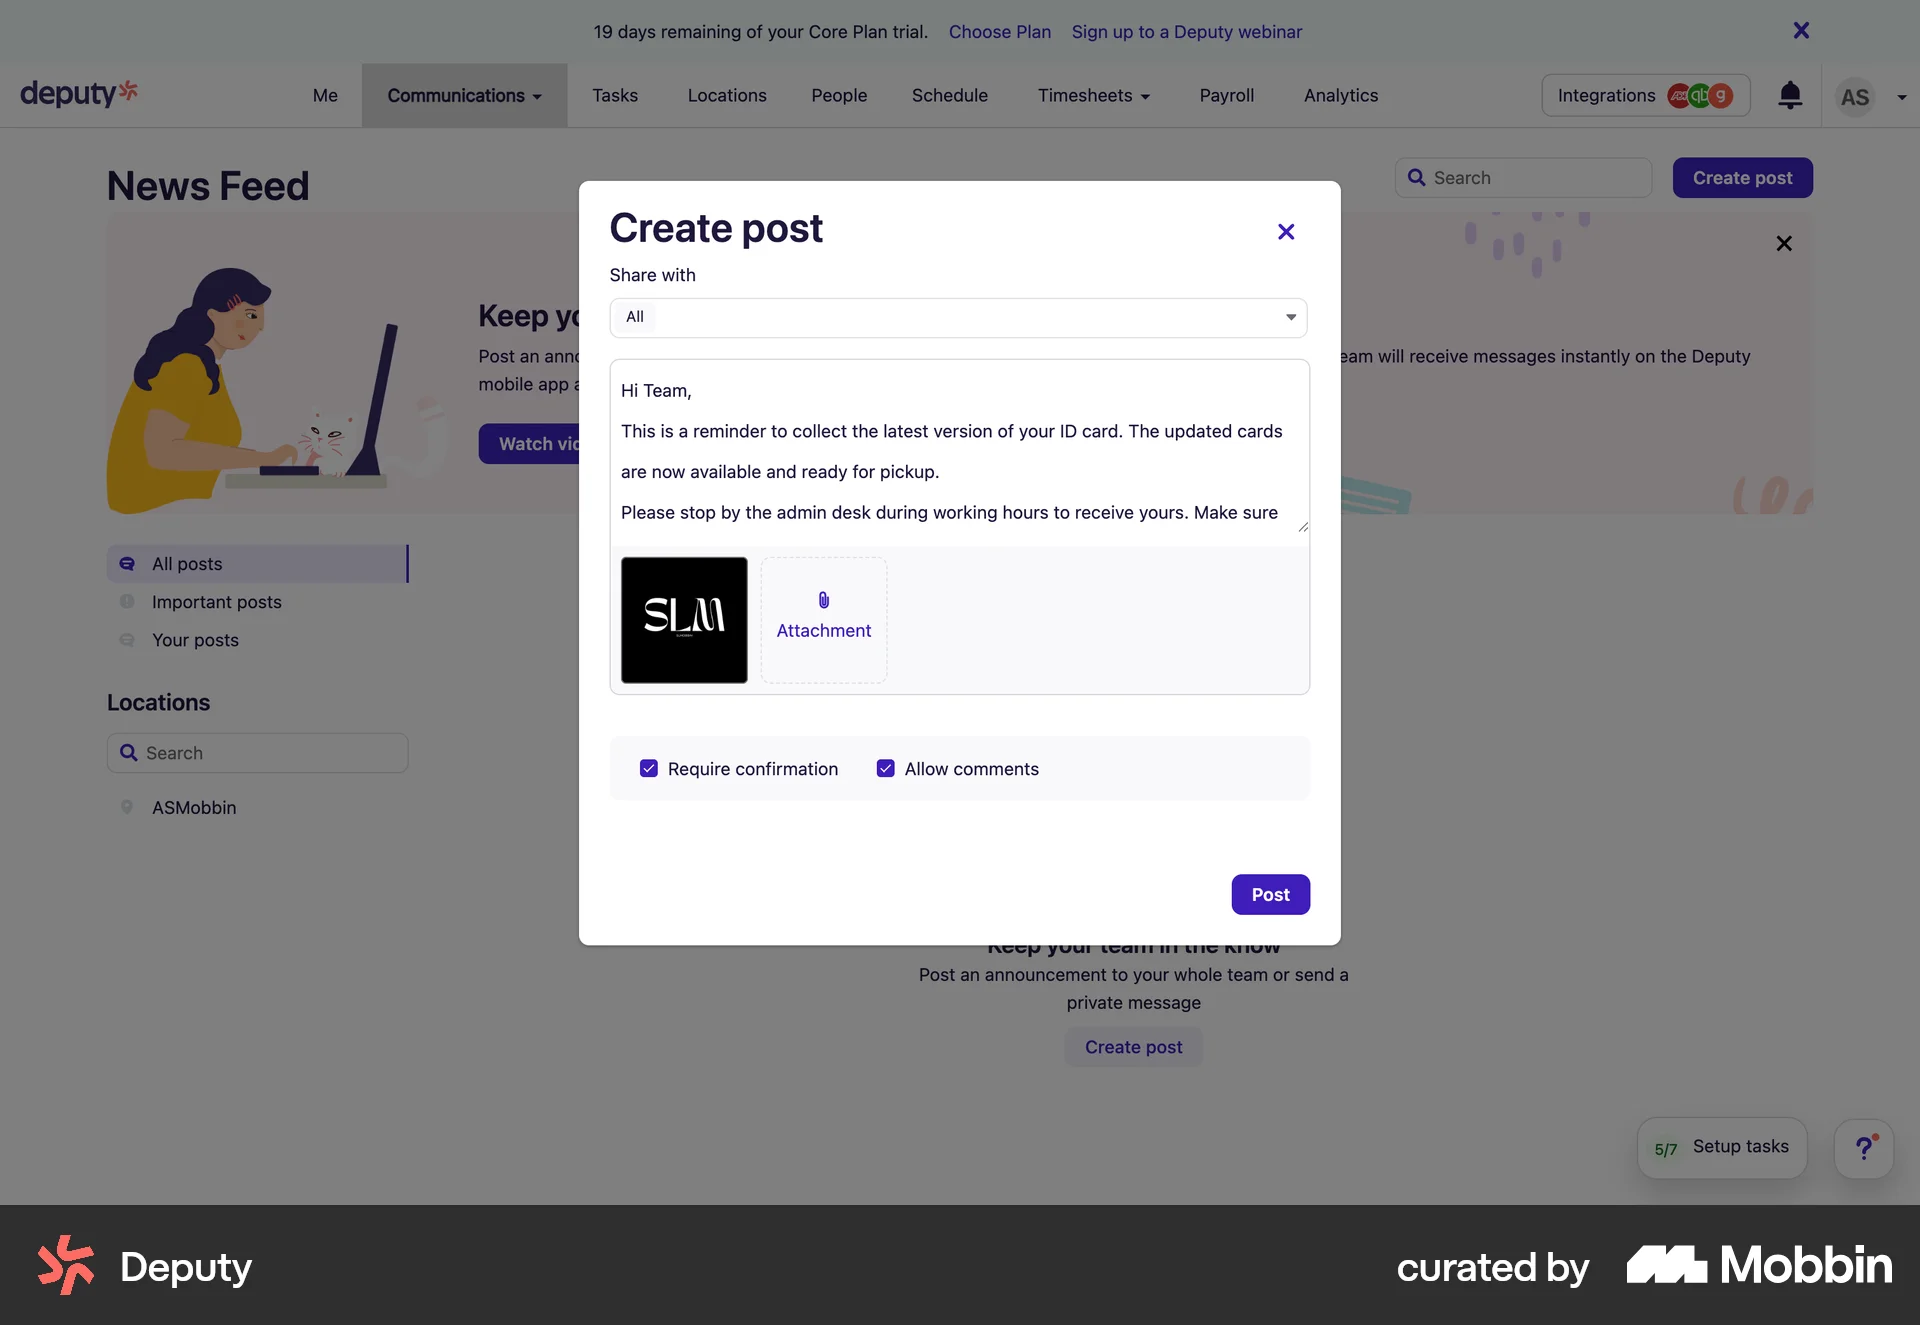 19 days remaining of your Core Plan trial. Choose Plan Sign up to a Deputy webinar
deputy
Me Communications Tasks Locations People Schedule Timesheets Payroll Analytics
Integrations
AS
News Feed
Search
Create post
Keep yo
Post an anno
mobile app a
eam will receive messages instantly on the Deputy
Watch vid
All posts
Important posts
Your posts
Locations
Search
ASMobbin
Create post
Share with
All
Hi Team,
This is a reminder to collect the latest version of your ID card. The updated cards
are now available and ready for pickup.
Please stop by the admin desk during working hours to receive yours. Make sure
SLM
Attachment
Require confirmation Allow comments
Post
Keep your team in the know
Post an announcement to your whole team or send a
private message
Create post
5/7 Setup tasks
?
Deputy
curated by Mobbin